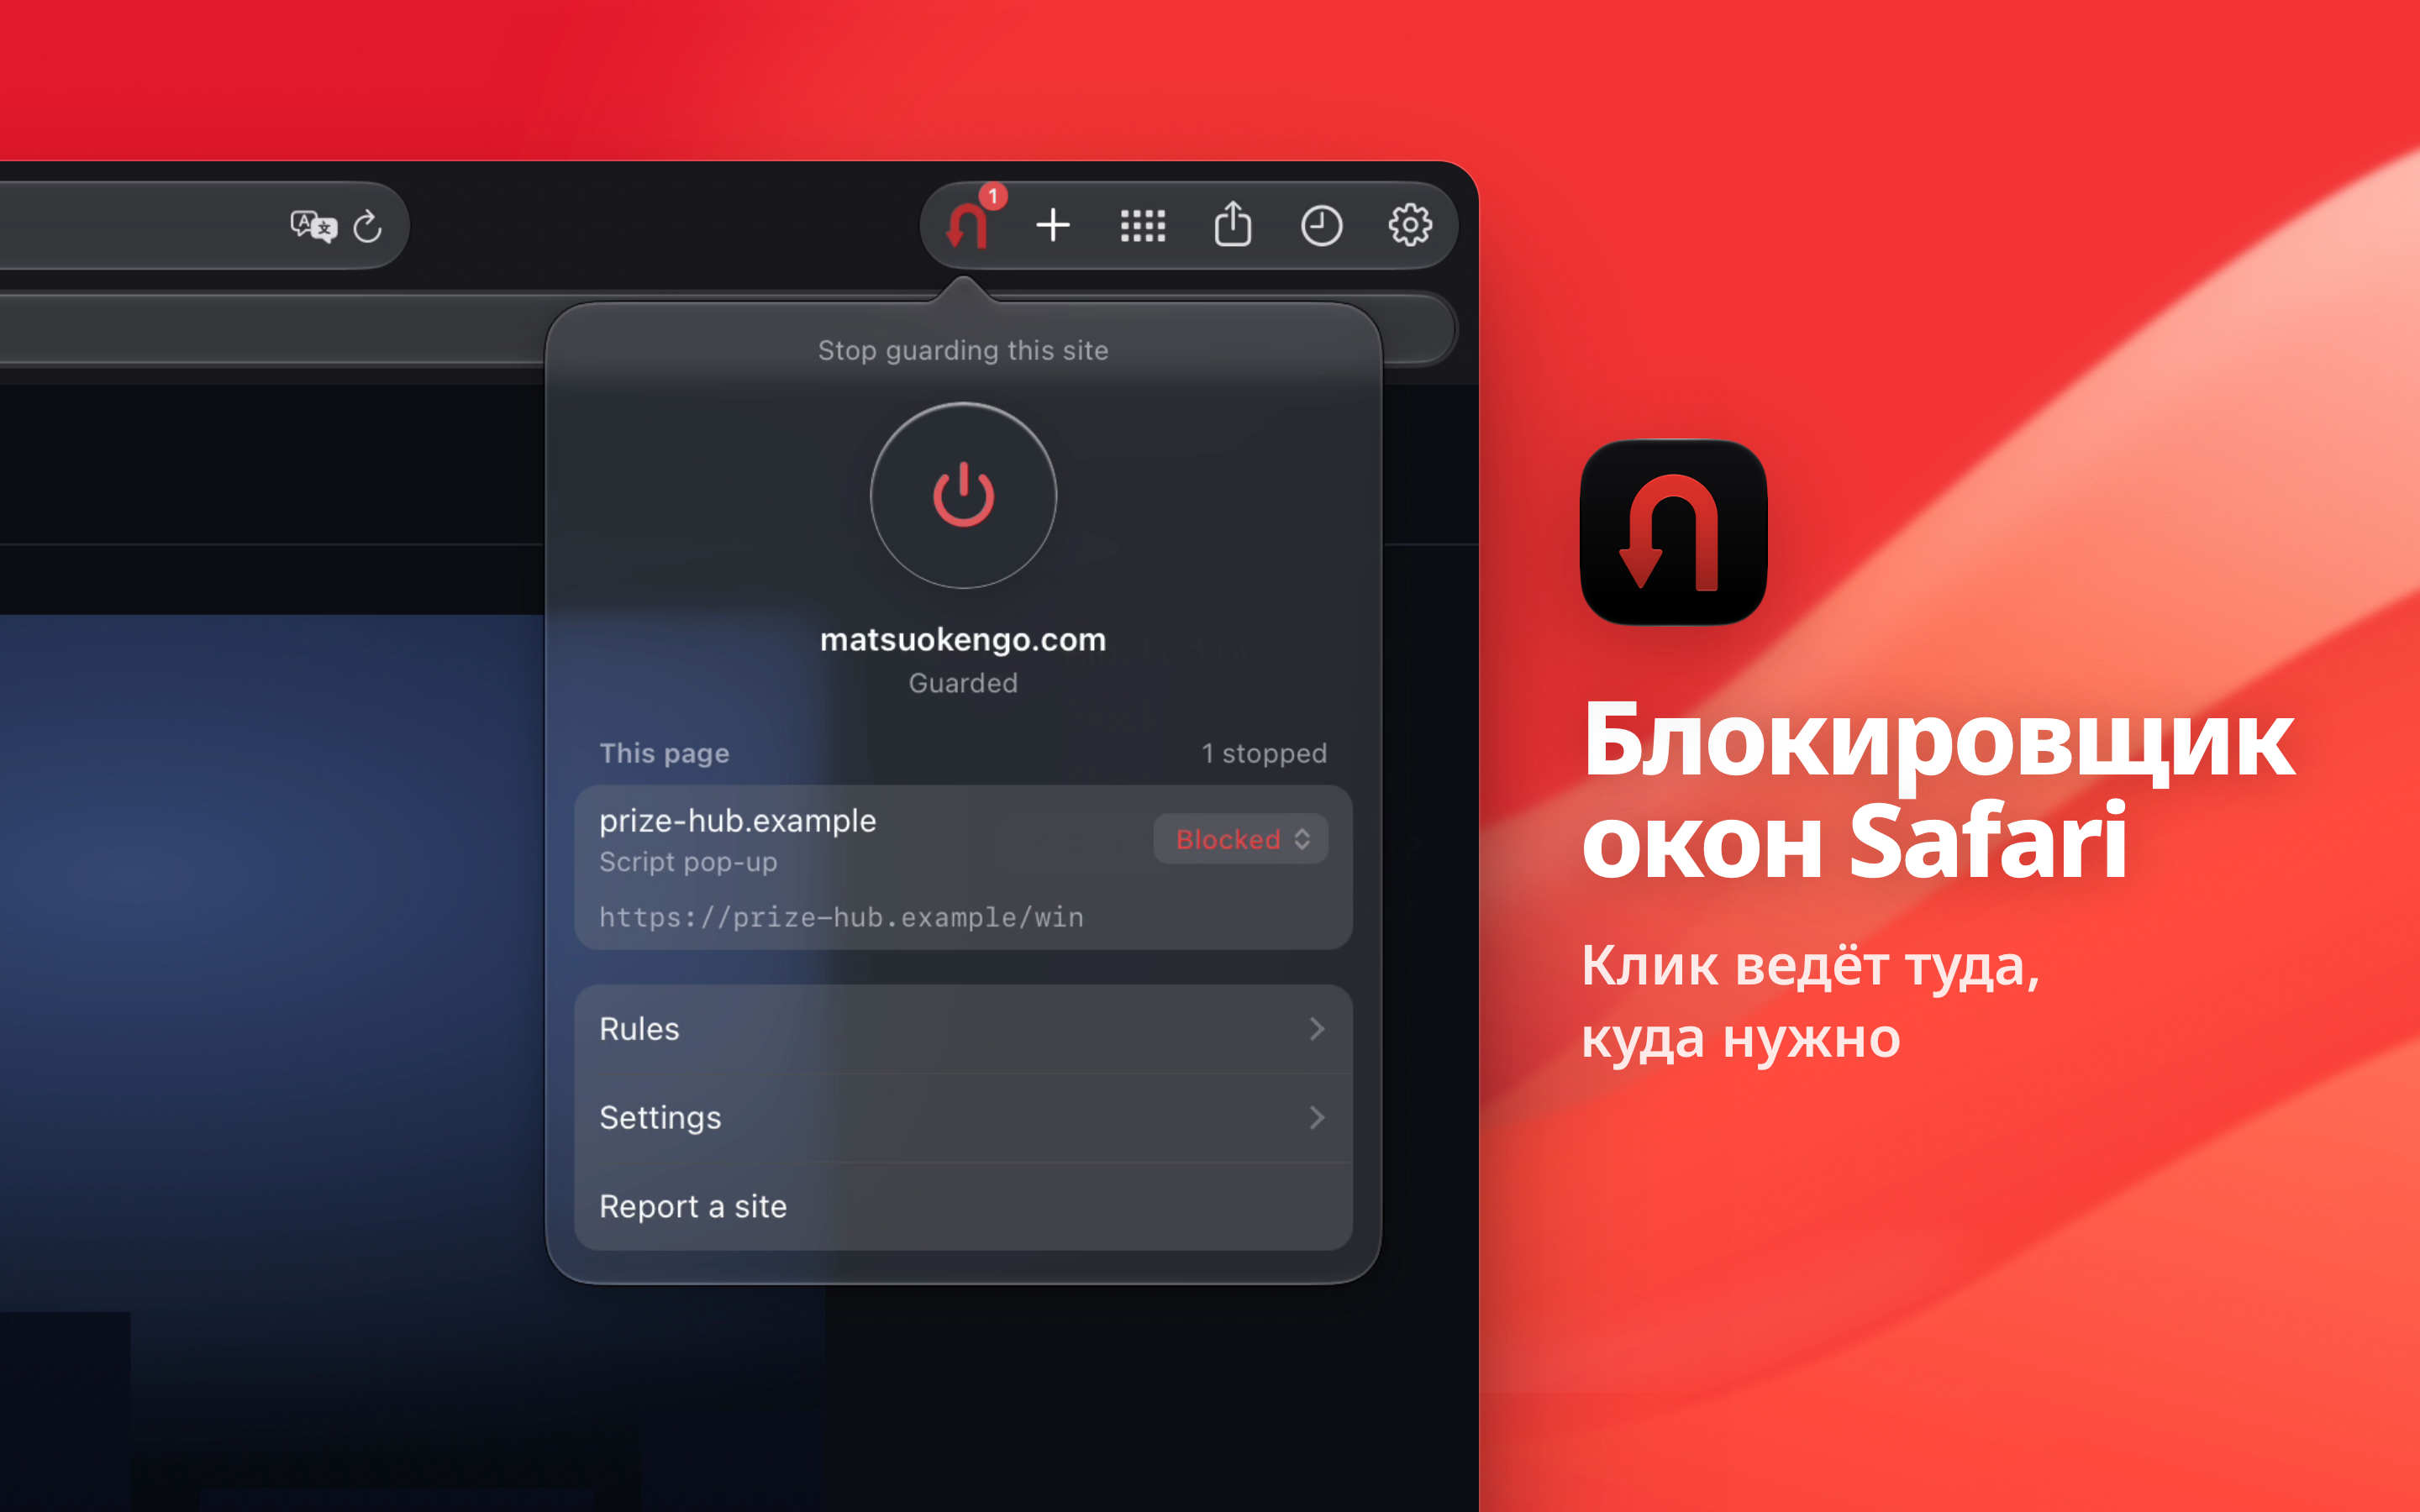 1
Stop guarding this site
matsuokengo.com
Guarded
This page
1 stopped
prize-hub.example
Blocked
Script pop-up
https://prize-hub.example/win
Rules
Settings
Report a site
Блокировщик
окон Safari
Клик ведёт туда,
куда нужно